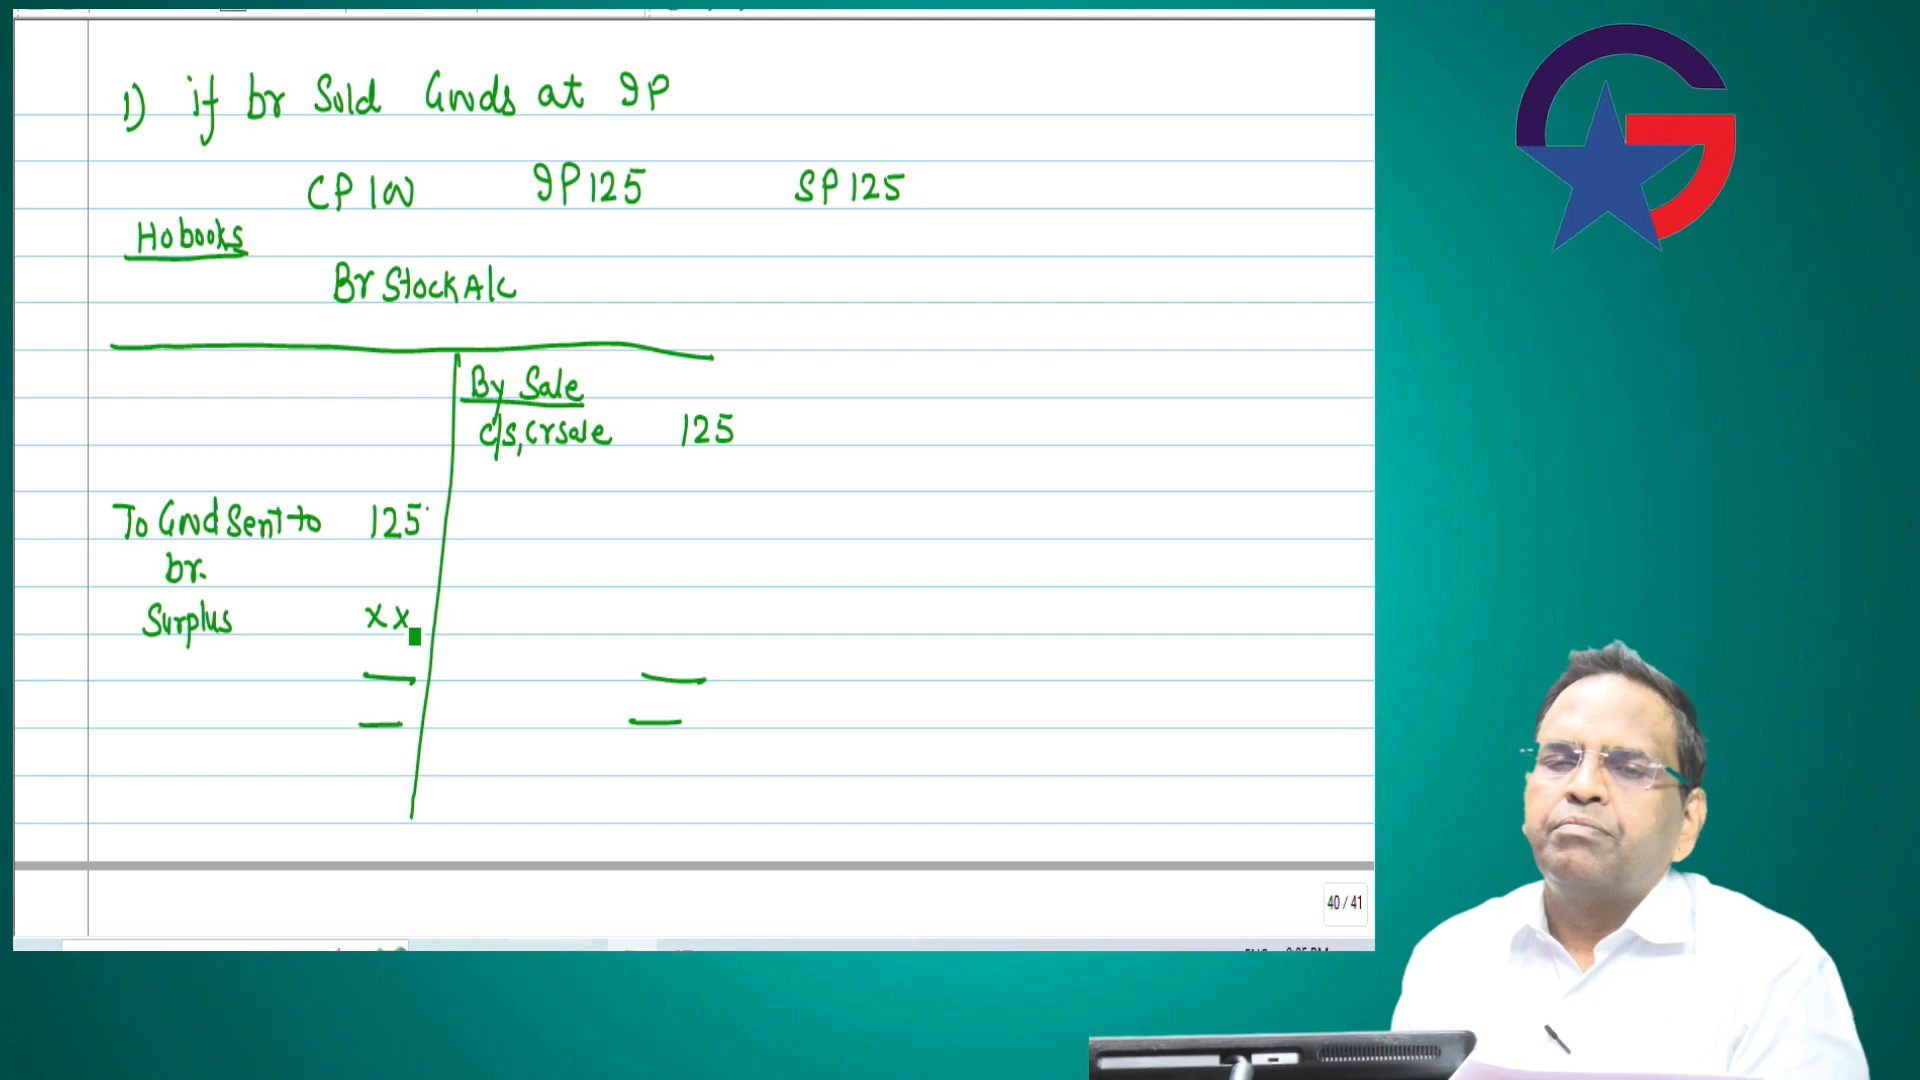 1) if br Sold Goods at IP
CP 100 IP 125 SP 125
Ho books
Br Stock A/c
By Sale
c/s, cr sale 125
To Good Sent to 125
br.
Surplus x x
40 / 41